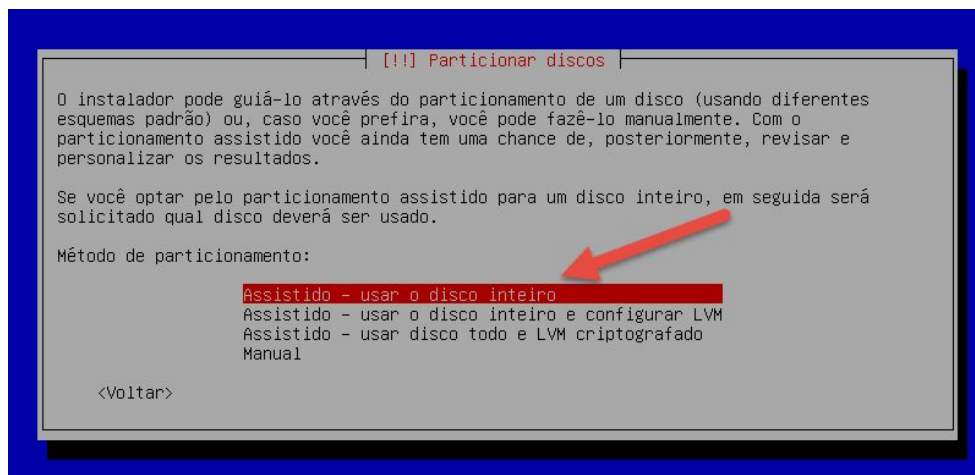 [!!] Particionar discos
O instalador pode guiá-lo através do particionamento de um disco (usando diferentes
esquemas padrão) ou, caso você prefira, você pode fazê-lo manualmente. Com o
particionamento assistido você ainda tem uma chance de, posteriormente, revisar e
personalizar os resultados.
Se você optar pelo particionamento assistido para um disco inteiro, em seguida será
solicitado qual disco deverá ser usado.
Método de particionamento:
Assistido - usar o disco inteiro
Assistido - usar o disco inteiro e configurar LVM
Assistido - usar disco todo e LVM criptografado
Manual
<Voltar>